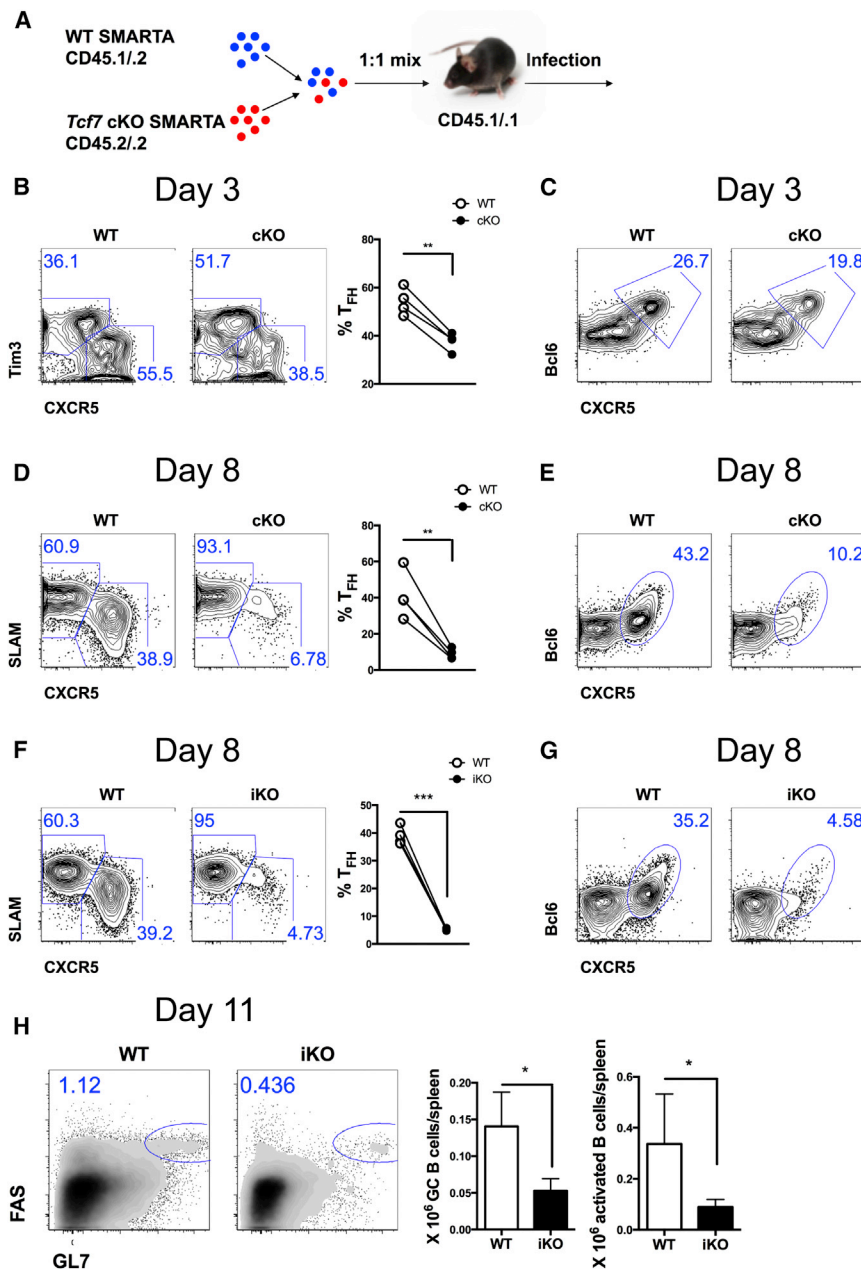 A
WT SMARTA
CD45.1/.2
Tcf7 cKO SMARTA
CD45.2/.2
1:1 mix
CD45.1/.1
Infection
B
Day 3
WT
cKO
36.1
55.5
51.7
38.5
Tim3
CXCR5
WT
cKO
**
% TFH
80
60
40
20
C
Day 3
WT
cKO
26.7
19.8
Bcl6
CXCR5
D
Day 8
WT
cKO
60.9
38.9
93.1
6.78
SLAM
CXCR5
WT
cKO
**
% TFH
80
60
40
20
0
E
Day 8
WT
cKO
43.2
10.2
Bcl6
CXCR5
F
Day 8
WT
iKO
60.3
39.2
95
4.73
SLAM
CXCR5
WT
iKO
***
% TFH
50
40
30
20
10
0
G
Day 8
WT
iKO
35.2
4.58
Bcl6
CXCR5
H
Day 11
WT
iKO
1.12
0.436
FAS
GL7
X 10⁶ GC B cells/spleen
0.20
0.15
0.10
0.05
0.00
*
WT
iKO
X 10⁶ activated B cells/spleen
0.6
0.4
0.2
0.0
*
WT
iKO